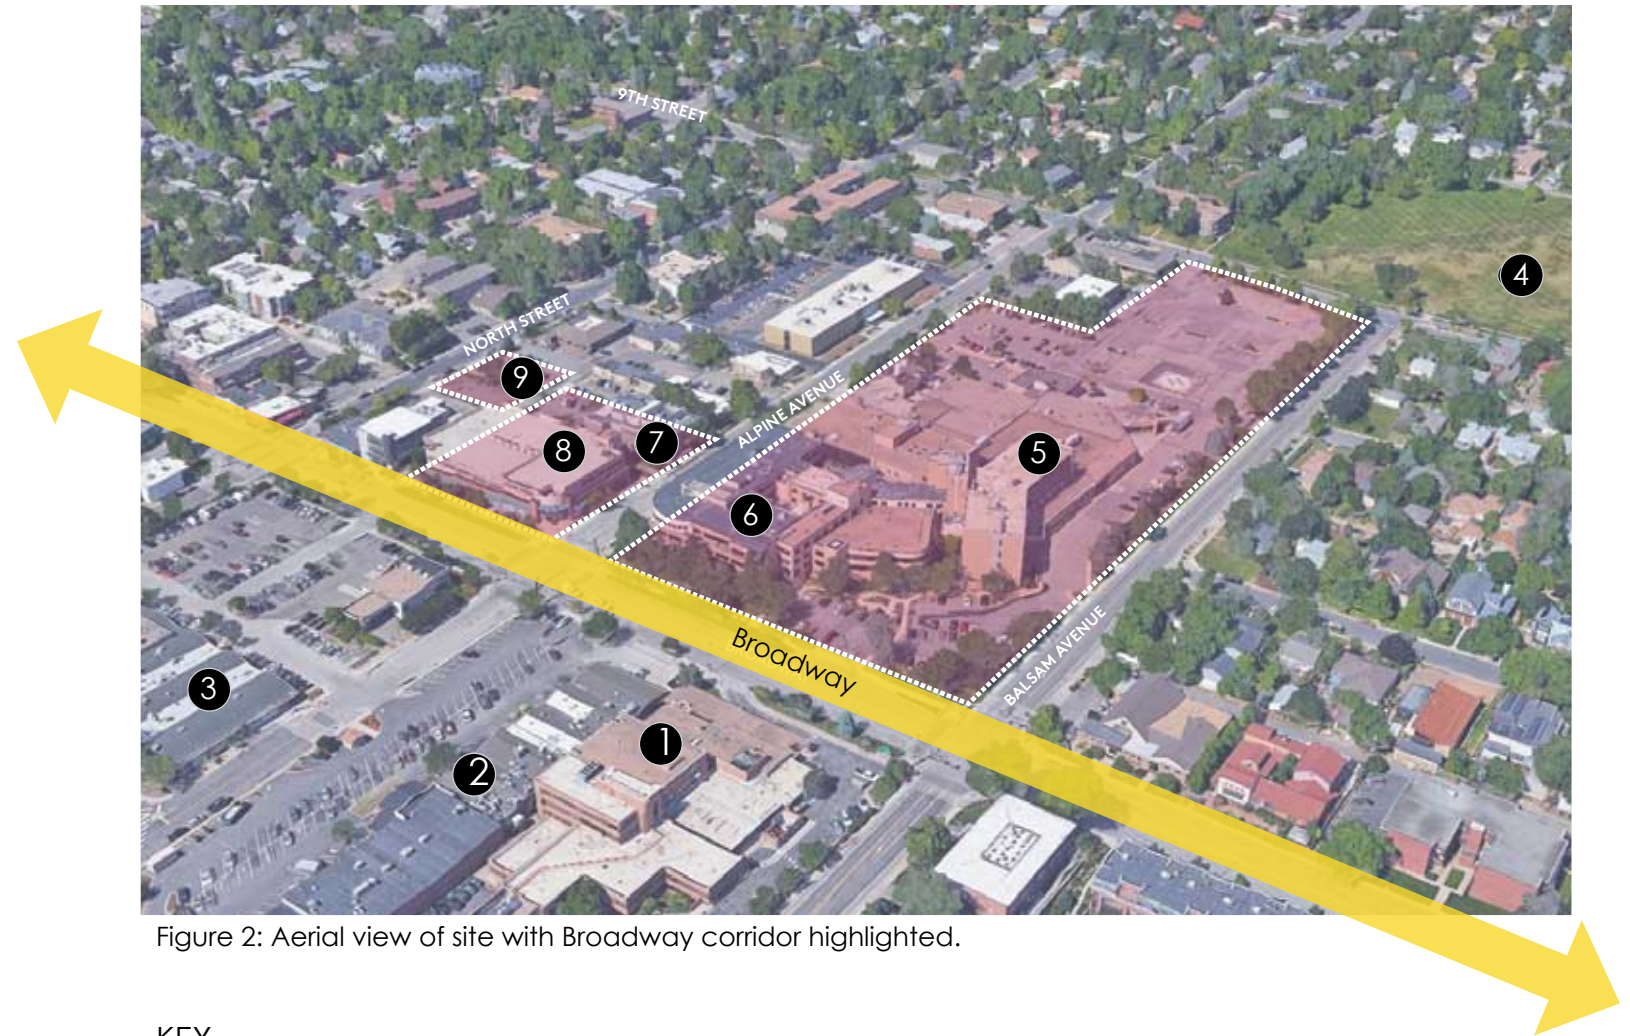 9TH STREET
4
NORTH STREET
9
ALPINE AVENUE
7
8
5
6
Broadway
BALSAM AVENUE
3
1
2
Figure 2: Aerial view of site with Broadway corridor highlighted.
KEY